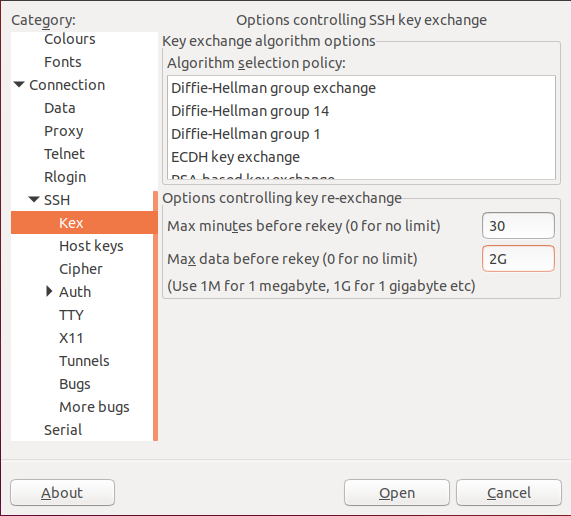 Category:
Options controlling SSH key exchange
Colours
Fonts
Connection
Data
Proxy
Telnet
Rlogin
SSH
Kex
Host keys
Cipher
Auth
TTY
X11
Tunnels
Bugs
More bugs
Serial
Key exchange algorithm options
Algorithm selection policy:
Diffie-Hellman group exchange
Diffie-Hellman group 14
Diffie-Hellman group 1
ECDH key exchange
RSA-based key exchange
Options controlling key re-exchange
Max minutes before rekey (0 for no limit) 30
Max data before rekey (0 for no limit) 2G
(Use 1M for 1 megabyte, 1G for 1 gigabyte etc)
About
Open
Cancel